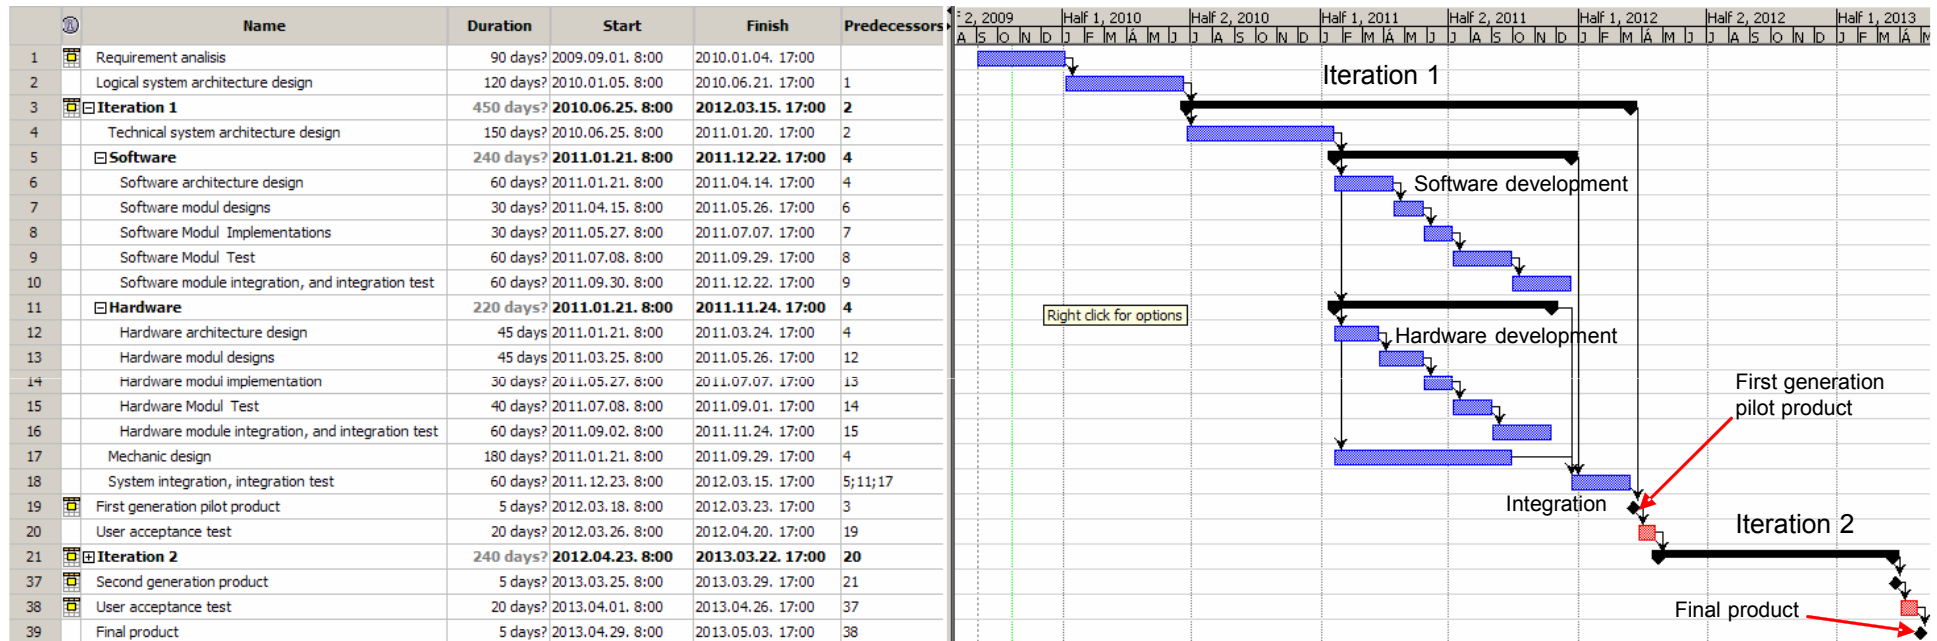 Name Duration Start Finish Predecessors
2, 2009 Half 1, 2010 Half 2, 2010 Half 1, 2011 Half 2, 2011 Half 1, 2012 Half 2, 2012 Half 1, 2013
A S O N D J F M Á M J J A S O N D J F M Á M J J A S O N D J F M Á M J J A S O N D J F M Á M
1 Requirement analisis 90 days? 2009.09.01. 8:00 2010.01.04. 17:00
2 Logical system architecture design 120 days? 2010.01.05. 8:00 2010.06.21. 17:00 1
Iteration 1
3 Iteration 1 450 days? 2010.06.25. 8:00 2012.03.15. 17:00 2
4 Technical system architecture design 150 days? 2010.06.25. 8:00 2011.01.20. 17:00 2
5 Software 240 days? 2011.01.21. 8:00 2011.12.22. 17:00 4
6 Software architecture design 60 days? 2011.01.21. 8:00 2011.04.14. 17:00 4
Software development
7 Software modul designs 30 days? 2011.04.15. 8:00 2011.05.26. 17:00 6
8 Software Modul Implementations 30 days? 2011.05.27. 8:00 2011.07.07. 17:00 7
9 Software Modul Test 60 days? 2011.07.08. 8:00 2011.09.29. 17:00 8
10 Software module integration, and integration test 60 days? 2011.09.30. 8:00 2011.12.22. 17:00 9
11 Hardware 220 days? 2011.01.21. 8:00 2011.11.24. 17:00 4
Right click for options
12 Hardware architecture design 45 days 2011.01.21. 8:00 2011.03.24. 17:00 4
Hardware development
13 Hardware modul designs 45 days 2011.03.25. 8:00 2011.05.26. 17:00 12
14 Hardware modul implementation 30 days? 2011.05.27. 8:00 2011.07.07. 17:00 13
First generation
pilot product
15 Hardware Modul Test 40 days? 2011.07.08. 8:00 2011.09.01. 17:00 14
16 Hardware module integration, and integration test 60 days? 2011.09.02. 8:00 2011.11.24. 17:00 15
17 Mechanic design 180 days? 2011.01.21. 8:00 2011.09.29. 17:00 4
18 System integration, integration test 60 days? 2011.12.23. 8:00 2012.03.15. 17:00 5;11;17
19 First generation pilot product 5 days? 2012.03.18. 8:00 2012.03.23. 17:00 3
Integration
20 User acceptance test 20 days? 2012.03.26. 8:00 2012.04.20. 17:00 19
Iteration 2
21 Iteration 2 240 days? 2012.04.23. 8:00 2013.03.22. 17:00 20
37 Second generation product 5 days? 2013.03.25. 8:00 2013.03.29. 17:00 21
38 User acceptance test 20 days? 2013.04.01. 8:00 2013.04.26. 17:00 37
Final product
39 Final product 5 days? 2013.04.29. 8:00 2013.05.03. 17:00 38